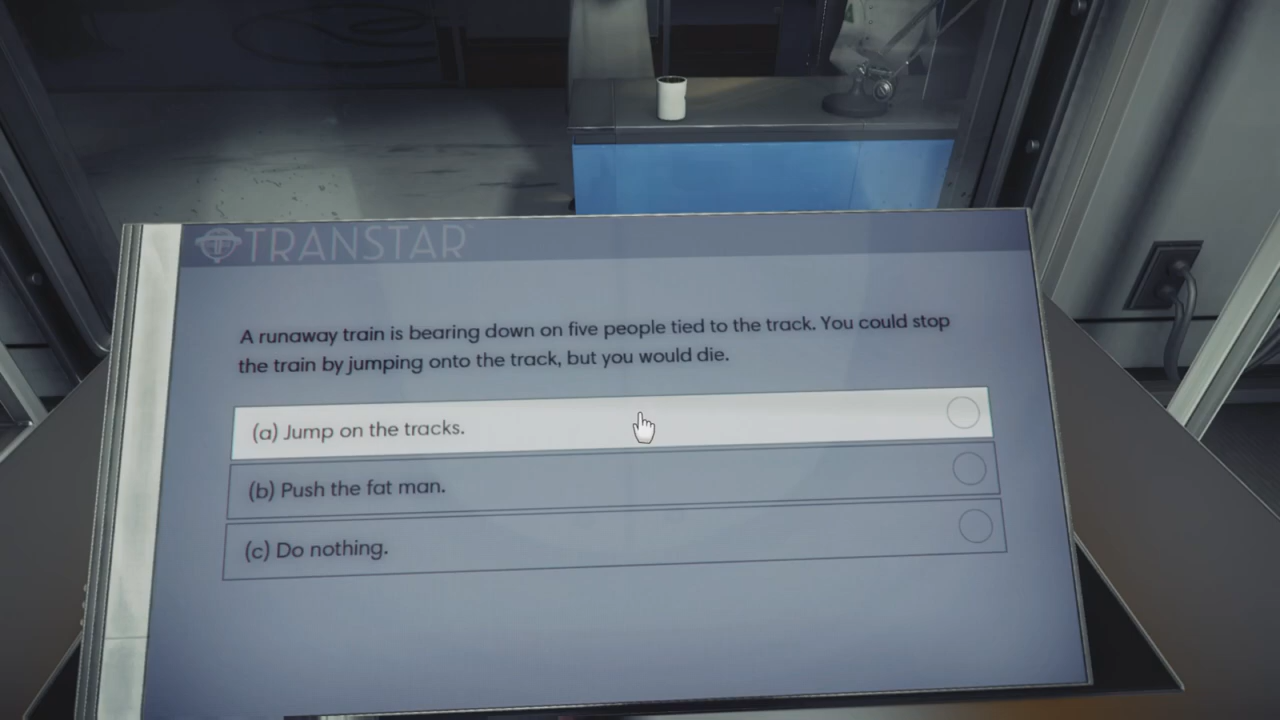 TRANSTAR
A runaway train is bearing down on five people tied to the track. You could stop
the train by jumping onto the track, but you would die.
(a) Jump on the tracks.
(b) Push the fat man.
(c) Do nothing.